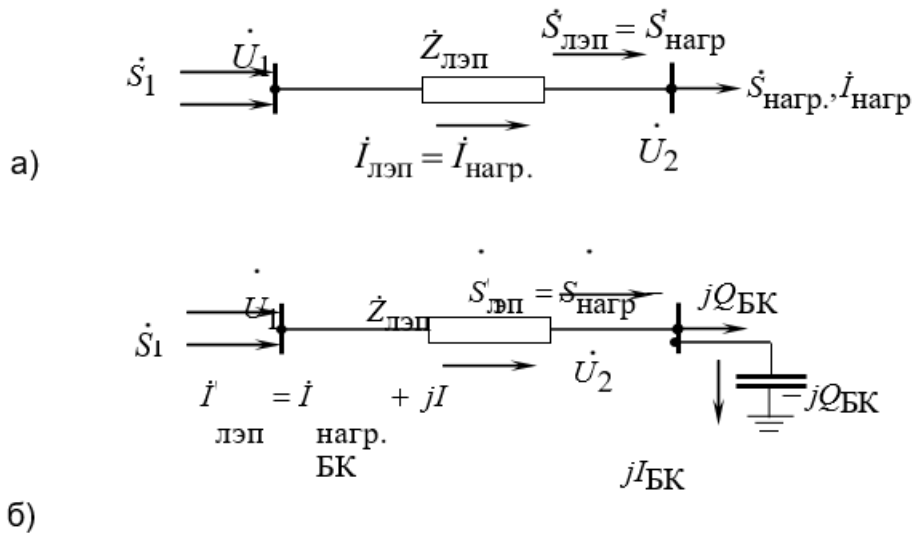 Ṡлэп = Ṡнагр
Ṡ1
U̇1
Żлэп
Ṡнагр., İнагр
İлэп = İнагр.
U̇2
а)
Ṡ'лэп = Ṡнагр
jQБК
U̇1
Żлэп
Ṡ1
U̇2
İ'лэп = İнагр. + jI БК
−jQБК
jIБК
б)